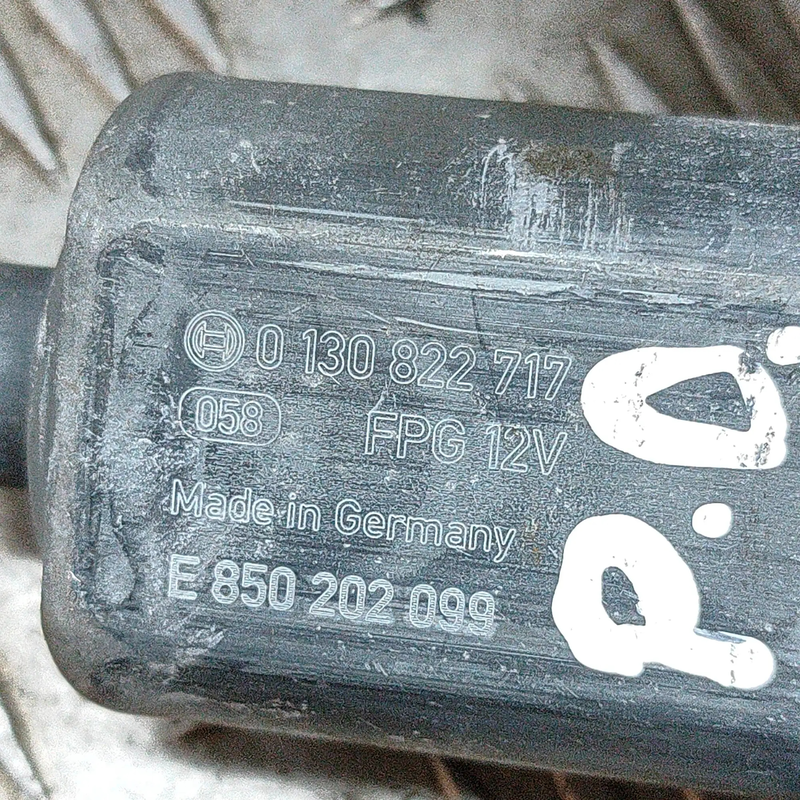 0 130 822 717
058 FPG 12V
Made in Germany
E 850 202 099
P.O.